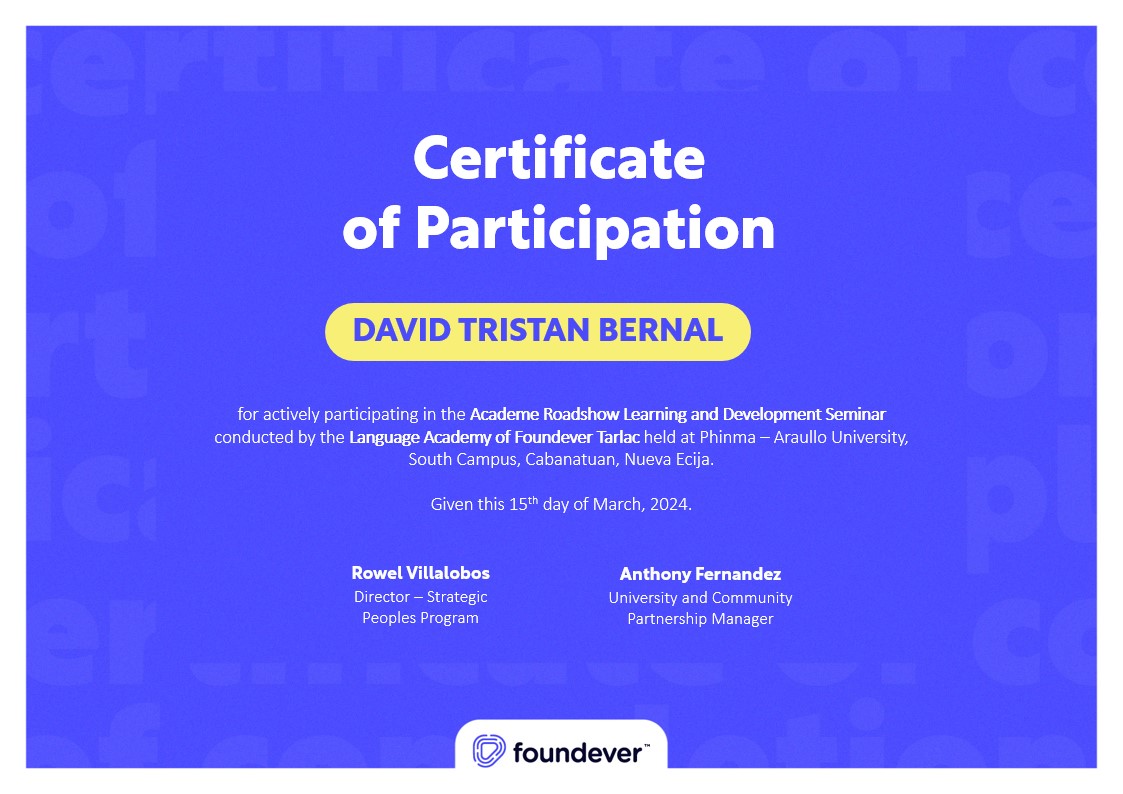 Certificate
of Participation
DAVID TRISTAN BERNAL
for actively participating in the Academe Roadshow Learning and Development Seminar
conducted by the Language Academy of Foundever Tarlac held at Phinma – Araullo University,
South Campus, Cabanatuan, Nueva Ecija.
Given this 15th day of March, 2024.
Rowel Villalobos
Director – Strategic
Peoples Program
Anthony Fernandez
University and Community
Partnership Manager
foundever™